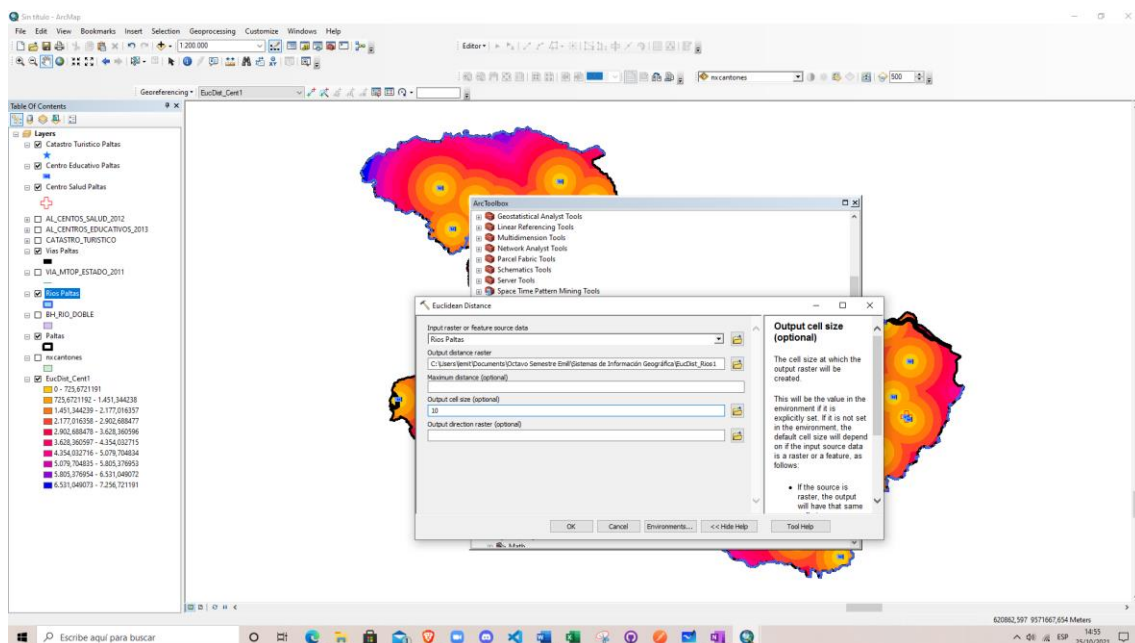 Sin título - ArcMap
File Edit View Bookmarks Insert Selection Geoprocessing Customize Windows Help
1:200.000
Editor
nxcantones
500
Georeferencing
EucDist_Cent1
Table Of Contents
Layers
Catastro Turistico Paltas
Centro Educativo Paltas
Centro Salud Paltas
AL_CENTOS_SALUD_2012
AL_CENTROS_EDUCATIVOS_2013
CATASTRO_TURISTICO
Vias Paltas
VIA_MTOP_ESTADO_2011
Rios Paltas
BH_RIO_DOBLE
Paltas
nxcantones
EucDist_Cent1
0 - 725,6721191
725,6721192 - 1.451,344238
1.451,344239 - 2.177,016357
2.177,016358 - 2.902,688477
2.902,688478 - 3.628,360596
3.628,360597 - 4.354,032715
4.354,032716 - 5.079,704834
5.079,704835 - 5.805,376953
5.805,376954 - 6.531,049072
6.531,049073 - 7.256,721191
ArcToolbox
Geostatistical Analyst Tools
Linear Referencing Tools
Multidimension Tools
Network Analyst Tools
Parcel Fabric Tools
Schematics Tools
Server Tools
Space Time Pattern Mining Tools
Euclidean Distance
Input raster or feature source data
Rios Paltas
Output distance raster
C:\Users\lemt\Documents\Octavo Semestre Emill\Sistemas de Información Geográfica\EucDist_Rios1
Maximum distance (optional)
Output cell size (optional)
10
Output direction raster (optional)
Output cell size
(optional)
The cell size at which the
output raster will be
created.
This will be the value in the
environment if it is
explicitly set. If it is not set
in the environment, the
default cell size will depend
on if the input source data
is a raster or a feature, as
follows:
If the source is
raster, the output
will have that same
OK Cancel Environments... << Hide Help Tool Help
Math
620862,597 9571667,654 Meters
Escribe aquí para buscar
ESP
14:55
25/10/2021